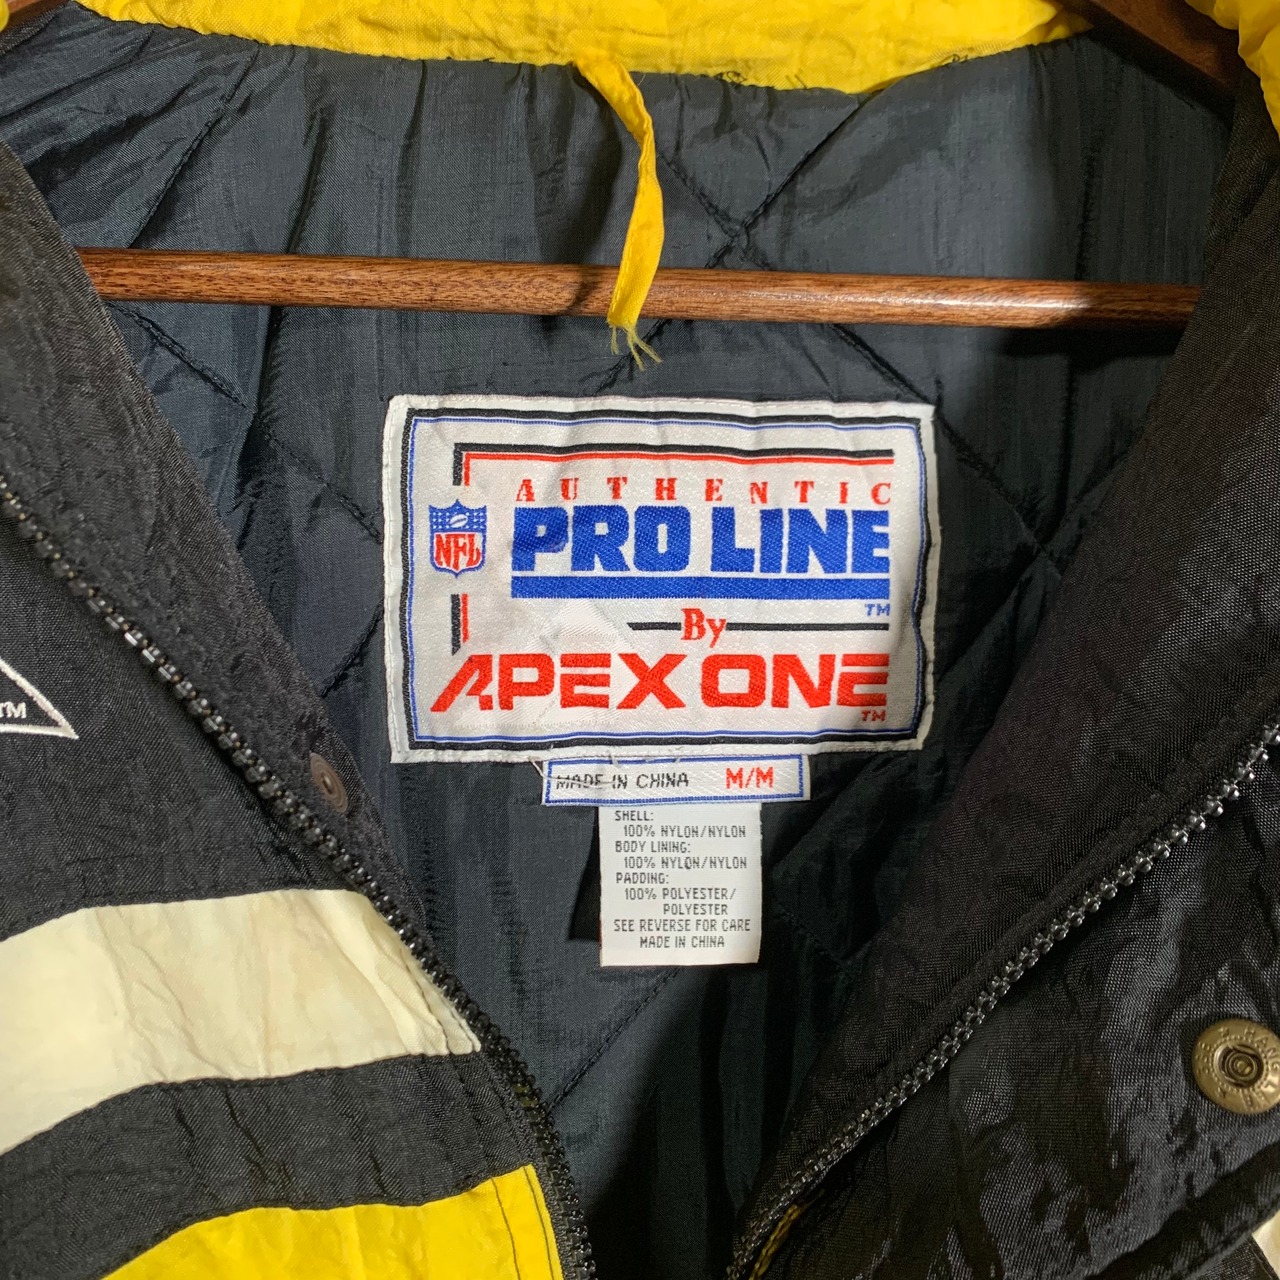 AUTHENTIC
NFL
PRO LINE
TM
By
APEX ONE
TM
MADE IN CHINA M/M
SHELL:
100% NYLON/NYLON
BODY LINING:
100% NYLON/NYLON
PADDING:
100% POLYESTER/
POLYESTER
SEE REVERSE FOR CARE
MADE IN CHINA
TM